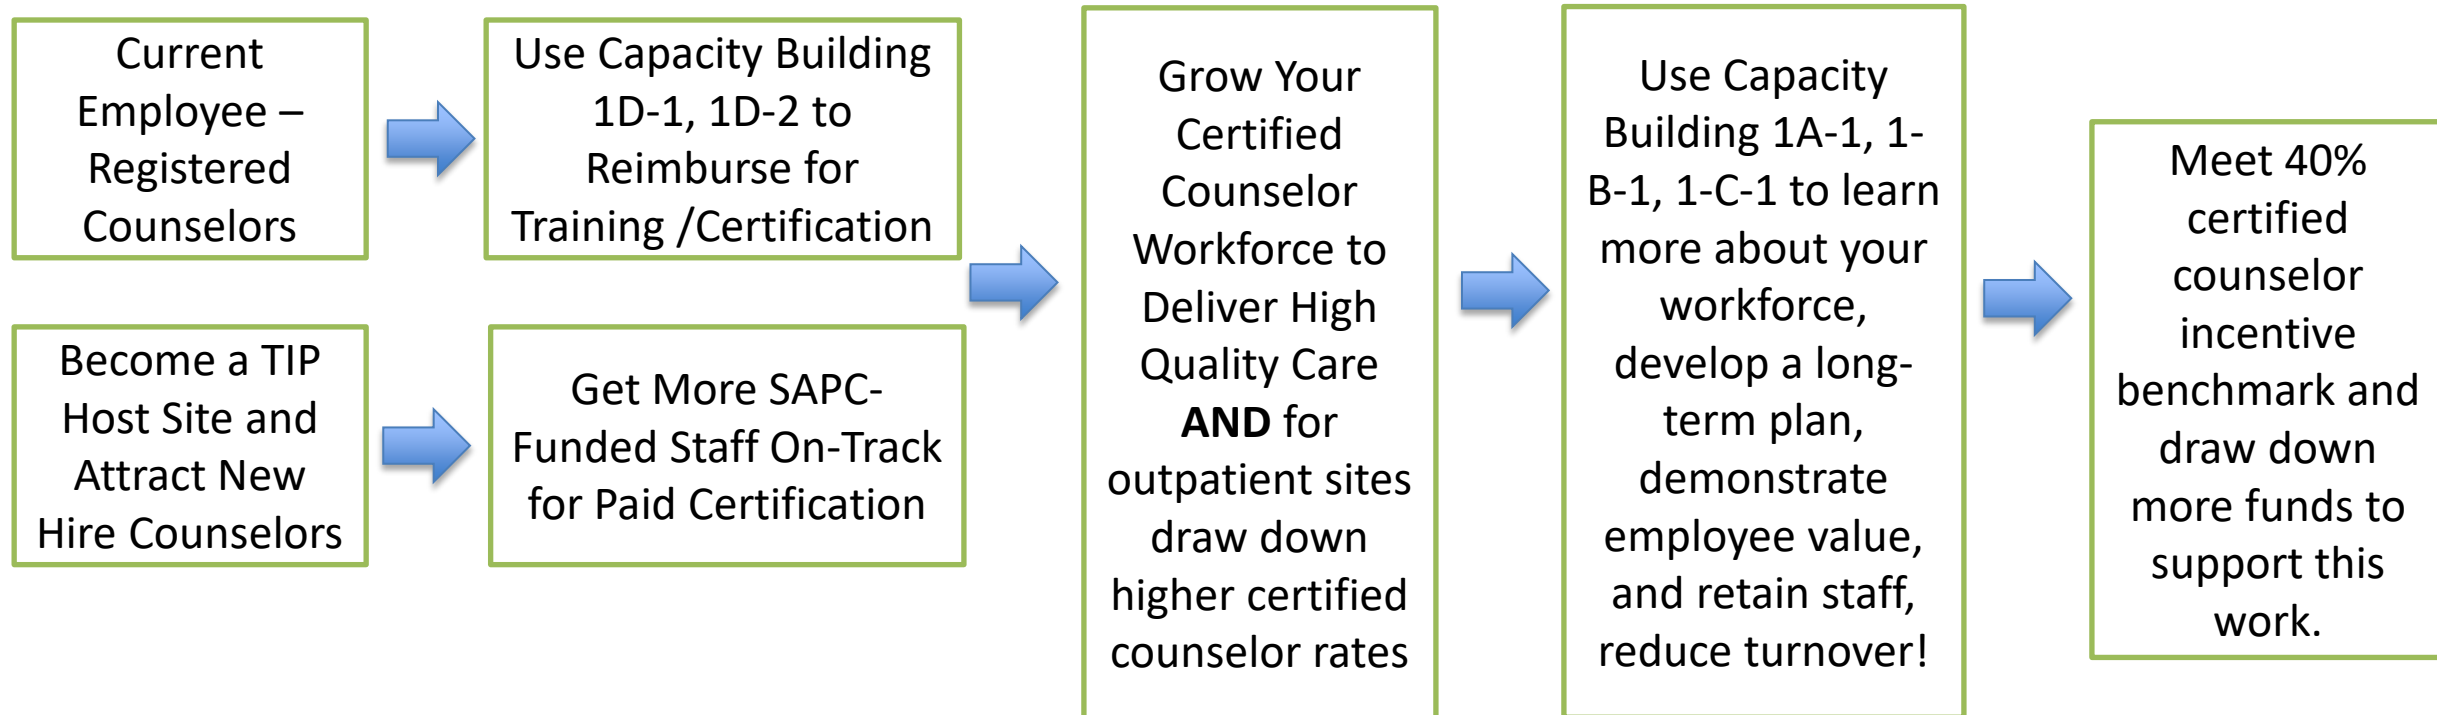 Current
Employee –
Registered
Counselors
Use Capacity Building
1D-1, 1D-2 to
Reimburse for
Training /Certification
Become a TIP
Host Site and
Attract New
Hire Counselors
Get More SAPC-
Funded Staff On-Track
for Paid Certification
Grow Your
Certified
Counselor
Workforce to
Deliver High
Quality Care
AND for
outpatient sites
draw down
higher certified
counselor rates
Use Capacity
Building 1A-1, 1-
B-1, 1-C-1 to learn
more about your
workforce,
develop a long-
term plan,
demonstrate
employee value,
and retain staff,
reduce turnover!
Meet 40%
certified
counselor
incentive
benchmark and
draw down
more funds to
support this
work.